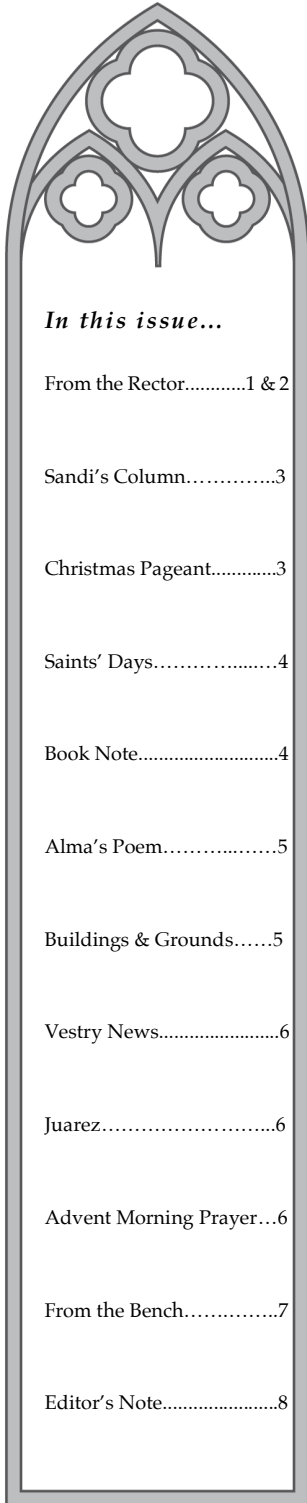 In this issue…
From the Rector............1 & 2
Sandi's Column…………..3
Christmas Pageant.............3
Saints' Days………….....…4
Book Note............................4
Alma's Poem………...……5
Buildings & Grounds……5
Vestry News........................6
Juarez……………………...6
Advent Morning Prayer…6
From the Bench…….……..7
Editor's Note.......................8